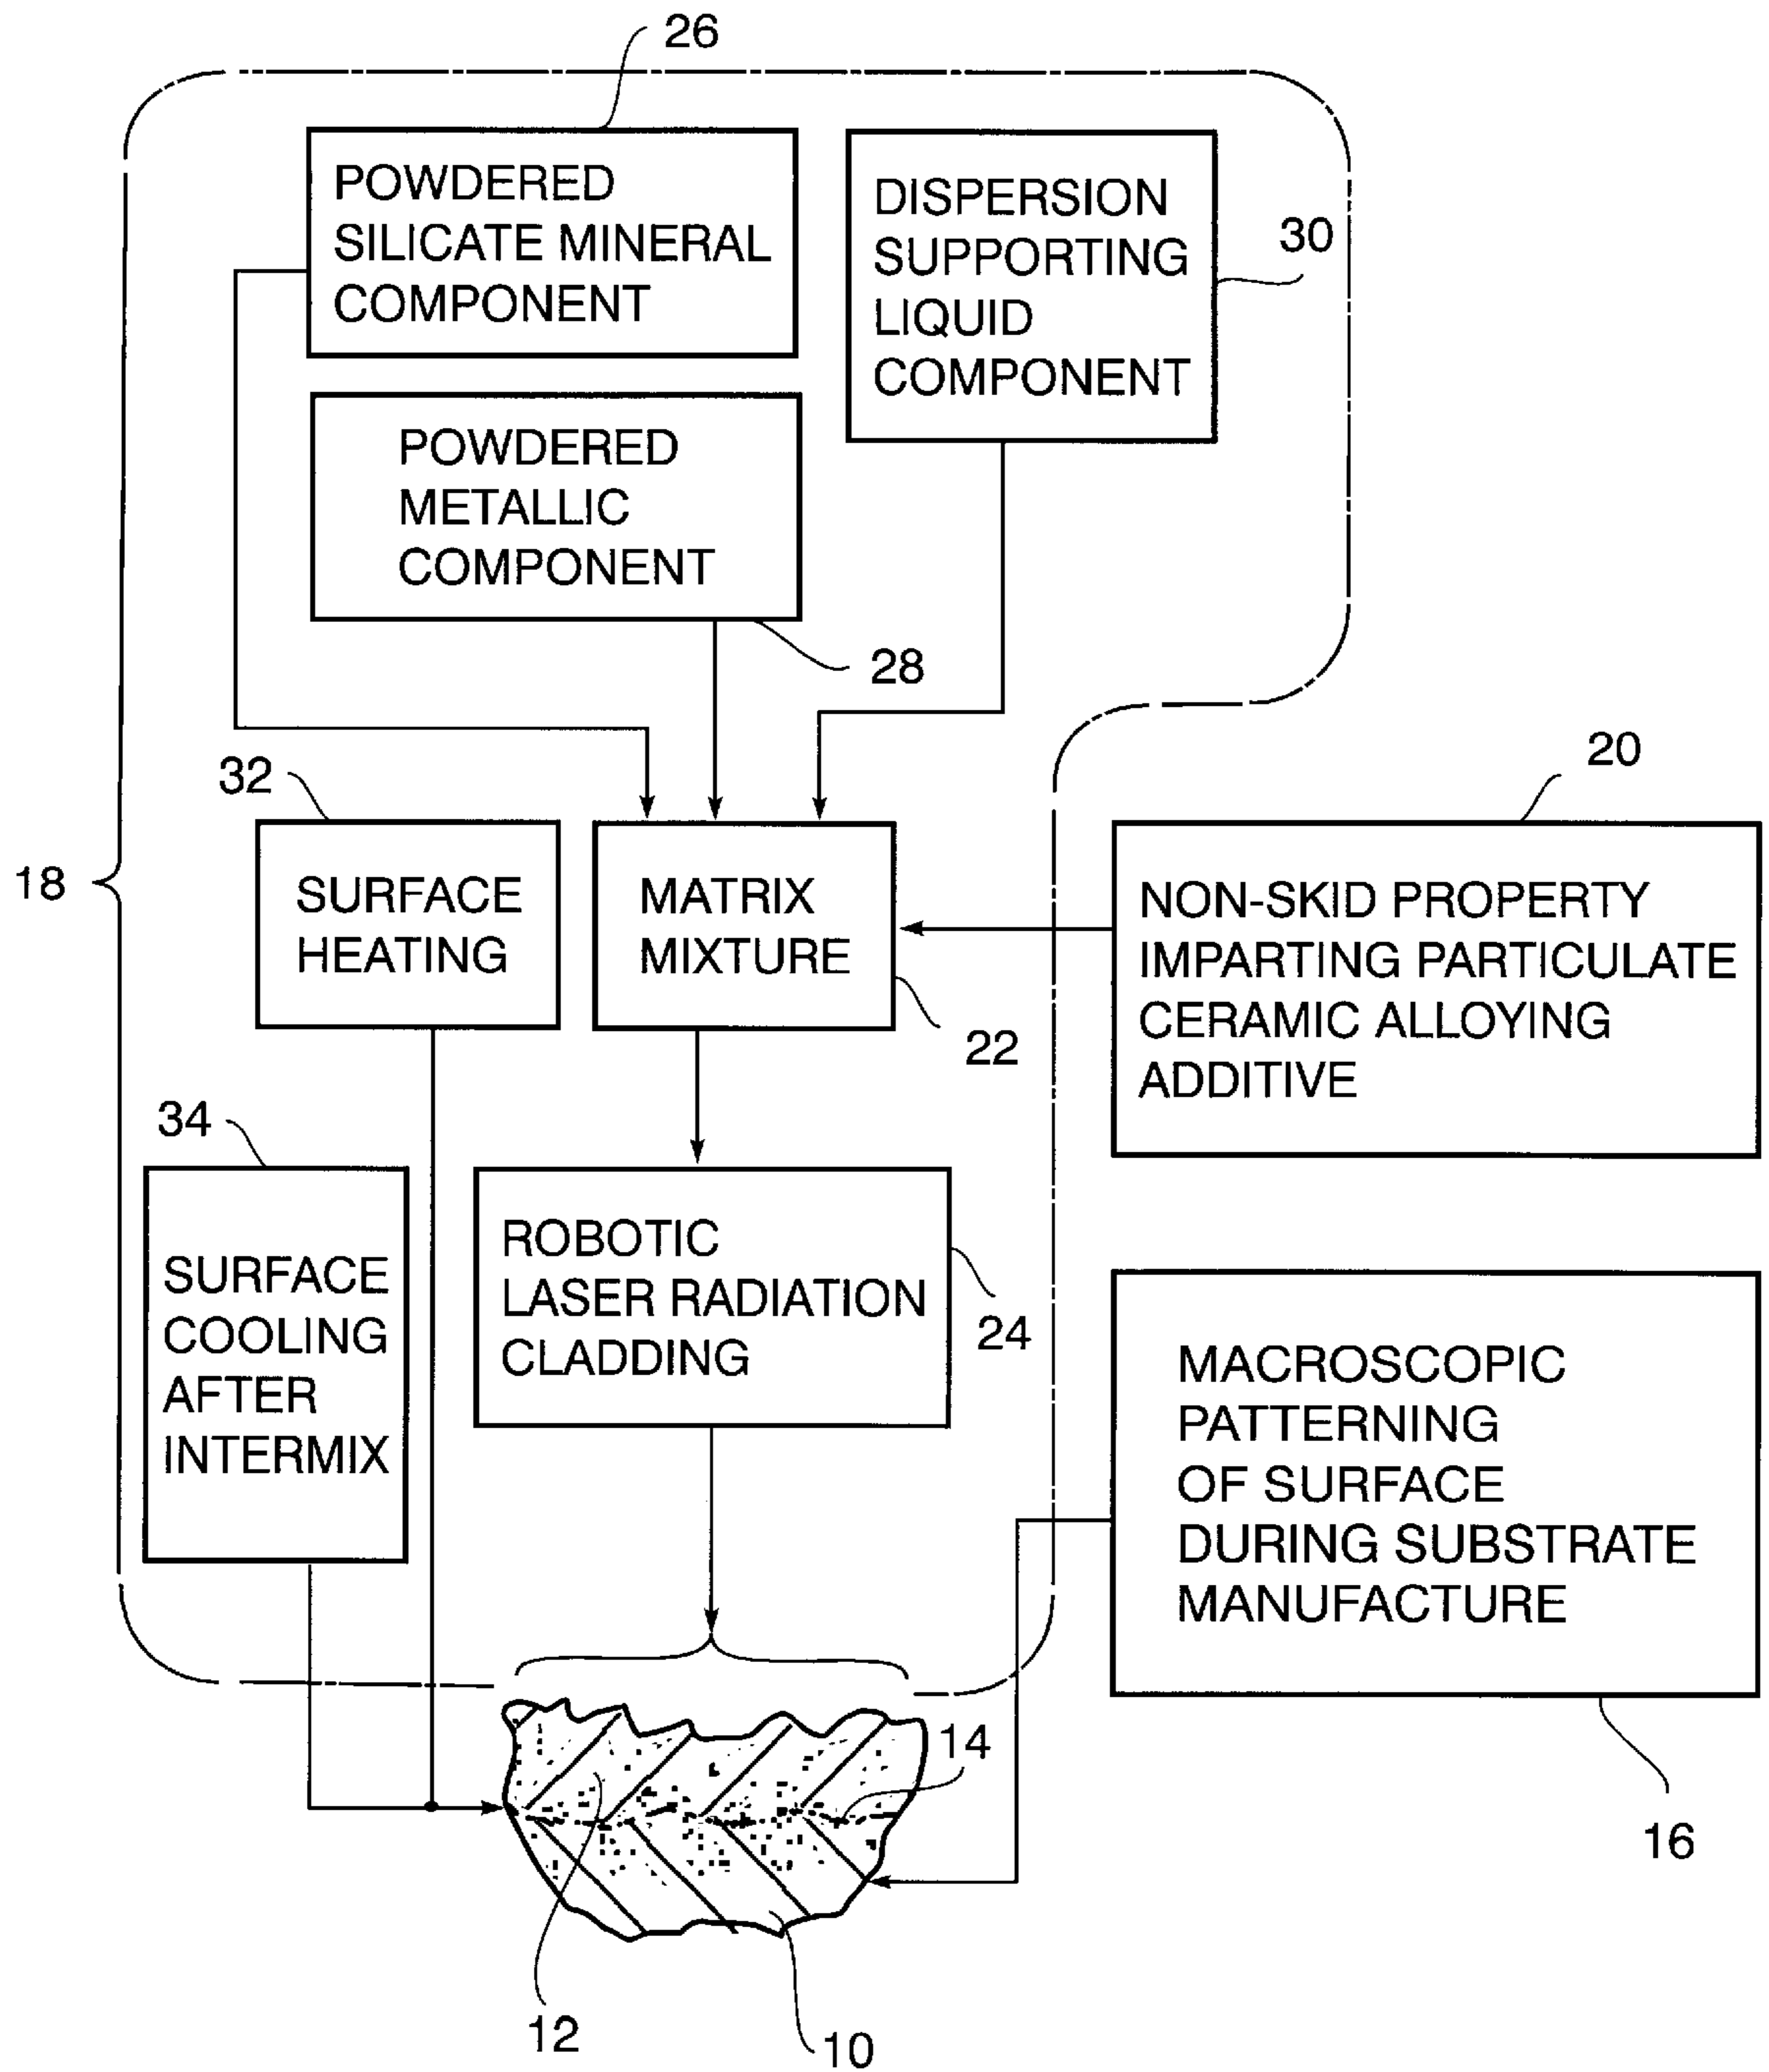 26
POWDERED
SILICATE MINERAL
COMPONENT
DISPERSION
SUPPORTING
LIQUID
COMPONENT
30
POWDERED
METALLIC
COMPONENT
28
32
20
18
SURFACE
HEATING
MATRIX
MIXTURE
22
NON-SKID PROPERTY
IMPARTING PARTICULATE
CERAMIC ALLOYING
ADDITIVE
34
SURFACE
COOLING
AFTER
INTERMIX
ROBOTIC
LASER RADIATION
CLADDING
24
MACROSCOPIC
PATTERNING
OF SURFACE
DURING SUBSTRATE
MANUFACTURE
14
16
12
10